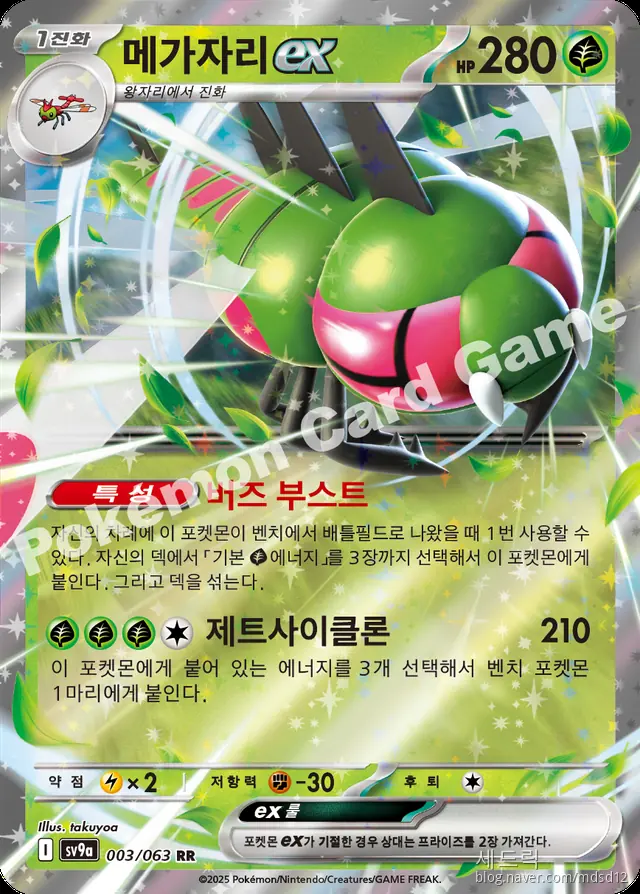 1진화
메가자리 ex
HP 280
왕자리에서 진화
Pokémon Card Game
특성 버즈 부스트
자신의 차례에 이 포켓몬이 벤치에서 배틀필드로 나왔을 때 1번 사용할 수
있다. 자신의 덱에서 「기본 에너지」를 3장까지 선택해서 이 포켓몬에게
붙인다. 그리고 덱을 섞는다.
제트사이클론 210
이 포켓몬에게 붙어 있는 에너지를 3개 선택해서 벤치 포켓몬
1마리에게 붙인다.
약점 ×2 저항력 -30 후퇴
ex 룰
포켓몬 ex가 기절한 경우 상대는 프라이즈를 2장 가져간다.
Illus. takuyoa
I sv9a 003/063 RR
©2025 Pokémon/Nintendo/Creatures/GAME FREAK.
세드릭
blog.naver.com/mdsd12